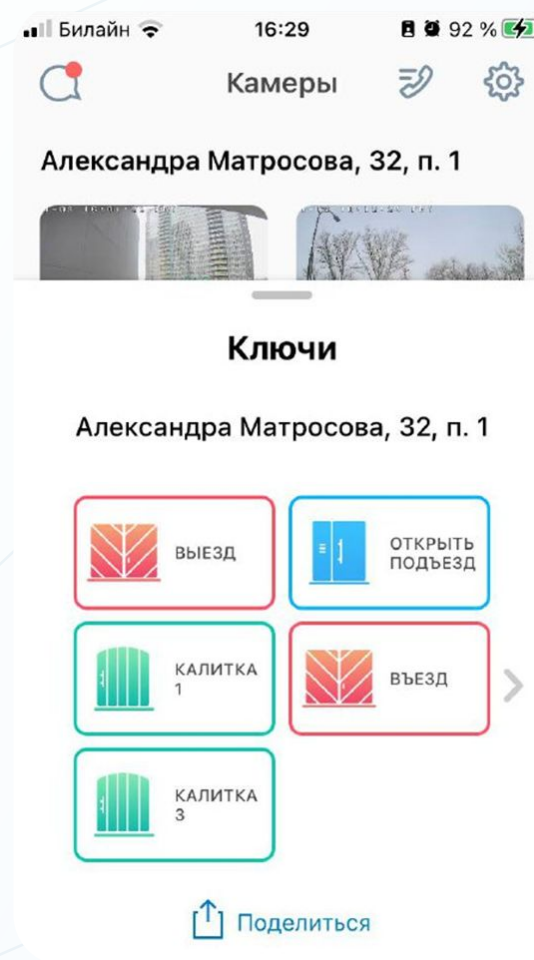 Билайн 16:29 92 %
Камеры
Александра Матросова, 32, п. 1
Ключи
Александра Матросова, 32, п. 1
ВЫЕЗД
ОТКРЫТЬ
ПОДЪЕЗД
КАЛИТКА
1
ВЪЕЗД
КАЛИТКА
3
Поделиться